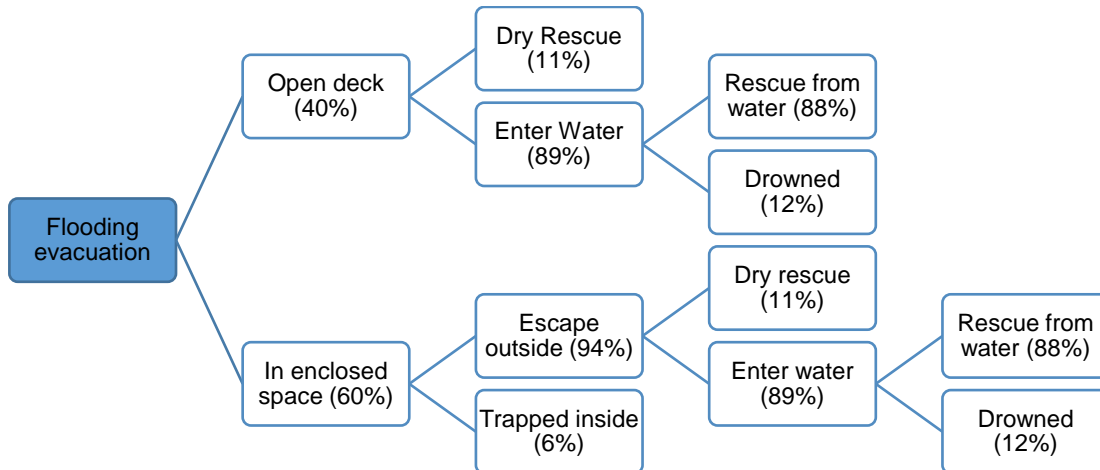 Flooding
evacuation
Open deck
(40%)
Dry Rescue
(11%)
Enter Water
(89%)
Rescue from
water (88%)
Drowned
(12%)
In enclosed
space (60%)
Escape
outside (94%)
Trapped inside
(6%)
Dry rescue
(11%)
Enter water
(89%)
Rescue from
water (88%)
Drowned
(12%)